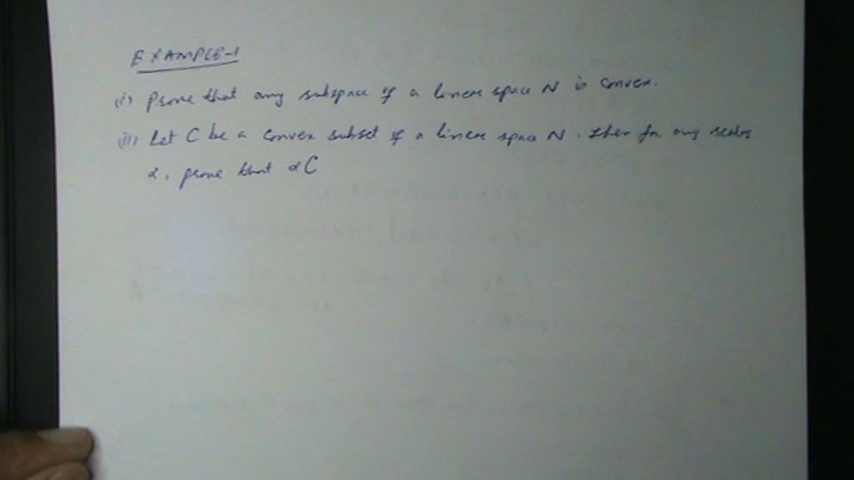 EXAMPLE-1
(i) Prove that any subspace of a linear space N is convex.
(ii) Let C be a convex subset of a linear space N. Then for any scalar
α, prove that αC